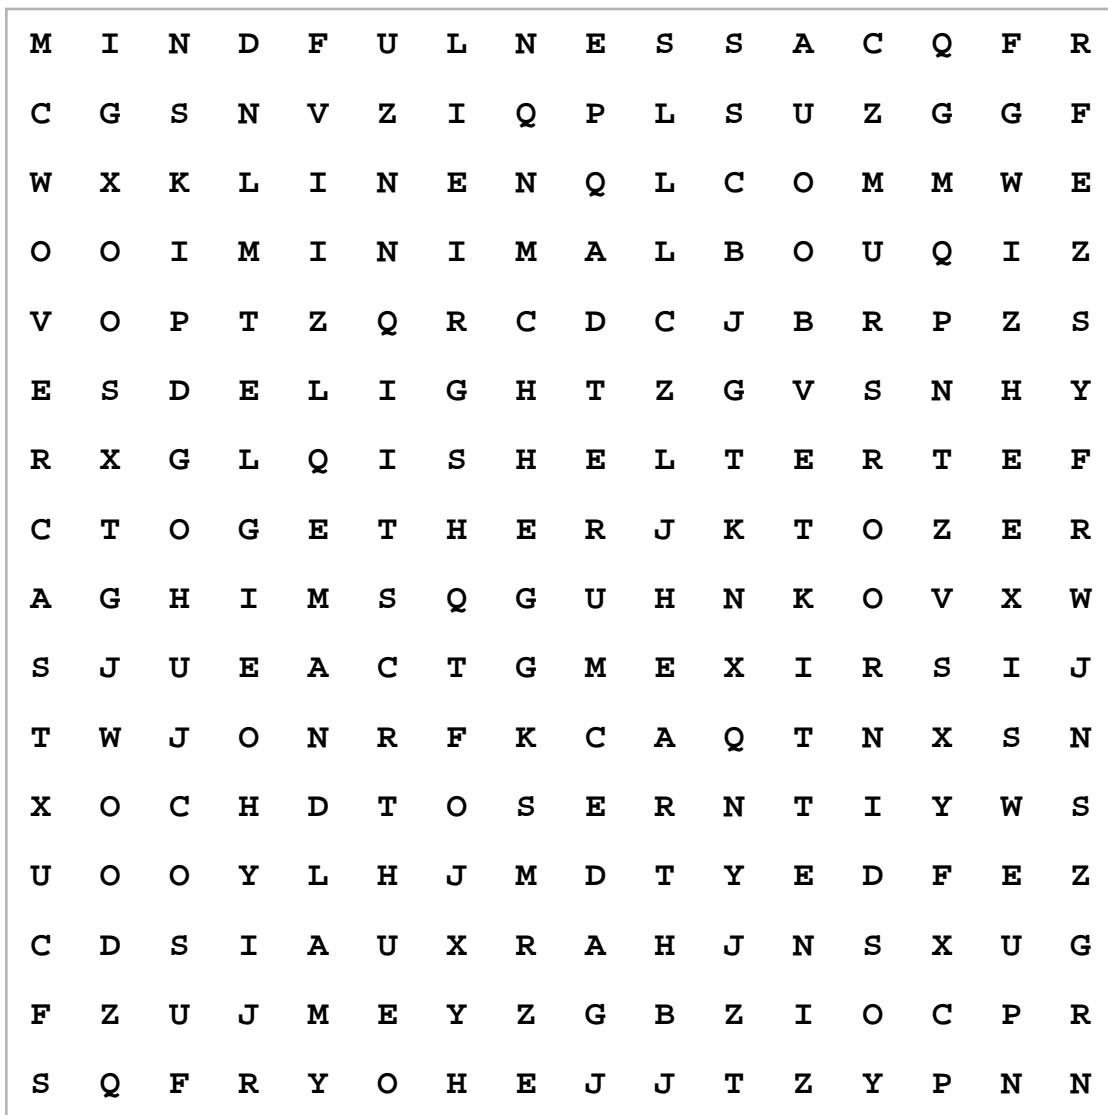 M I N D F U L N E S S A C Q F R
C G S N V Z I Q P L S U Z G G F
W X K L I N E N Q L C O M M W E
O O I M I N I M A L B O U Q I Z
V O P T Z Q R C D C J B R P Z S
E S D E L I G H T Z G V S N H Y
R X G L Q I S H E L T E R T E F
C T O G E T H E R J K T O Z E R
A G H I M S Q G U H N K O V X W
S J U E A C T G M E X I R S I J
T W J O N R F K C A Q T N X S N
X O C H D T O S E R N T I Y W S
U O O Y L H J M D T Y E D F E Z
C D S I A U X R A H J N S X U G
F Z U J M E Y Z G B Z I O C P R
S Q F R Y O H E J J T Z Y P N N